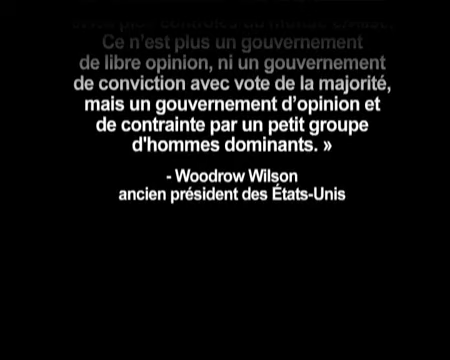 Ce n'est plus un gouvernement
de libre opinion, ni un gouvernement
de conviction avec vote de la majorité,
mais un gouvernement d'opinion et
de contrainte par un petit groupe
d'hommes dominants. »
- Woodrow Wilson
ancien président des États-Unis